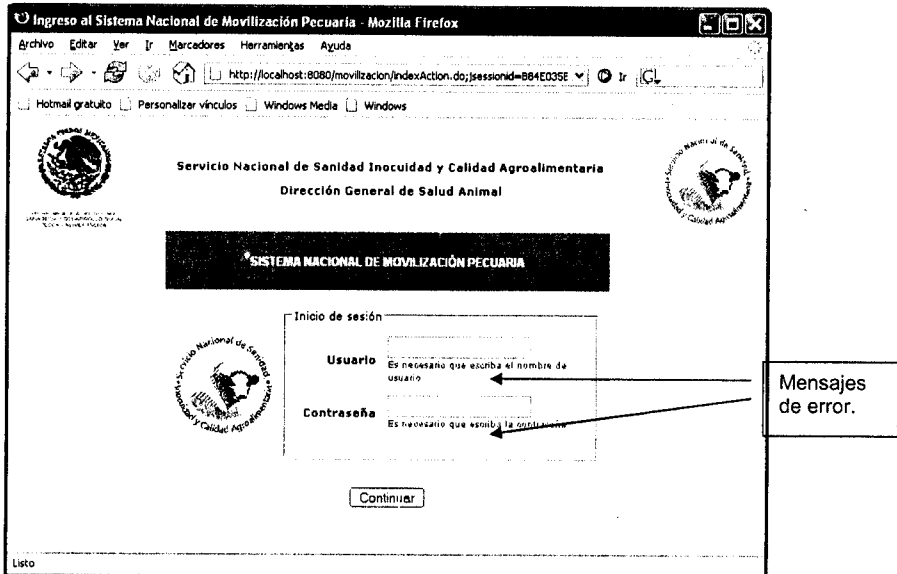 Ingreso al Sistema Nacional de Movilización Pecuaria - Mozilla Firefox
Archivo Editar Ver Ir Marcadores Herramientas Ayuda
http://localhost:8080/movilizacion/indexAction.do;jsessionid=B84E035E Ir
Hotmail gratuito Personalizar vínculos Windows Media Windows
Servicio Nacional de Sanidad Inocuidad y Calidad Agroalimentaria
Dirección General de Salud Animal
SISTEMA NACIONAL DE MOVILIZACIÓN PECUARIA
Inicio de sesión
Usuario
Es necesario que escriba el nombre de
usuario
Contraseña
Es necesario que escriba la contraseña
Continuar
Mensajes
de error.
Listo